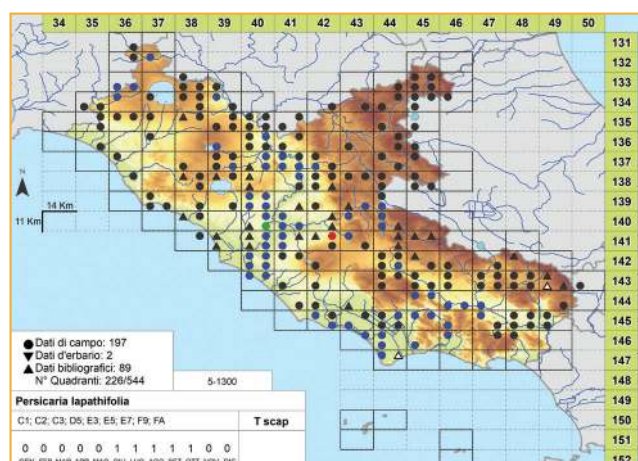 34 35 36 37 38 39 40 41 42 43 44 45 46 47 48 49 50
131
132
133
134
135
136
137
138
139
140
141
142
143
144
145
146
147
148
149
150
151
152
N
14 Km
11 Km
Dati di campo: 197
Dati d'erbario: 2
Dati bibliografici: 89
N° Quadranti: 226/544
5-1300
Persicaria lapathifolia
C1; C2; C3; D5; E3; E5; E7; F9; FA
T scap
0 0 0 0 0 1 1 1 1 1 0 0